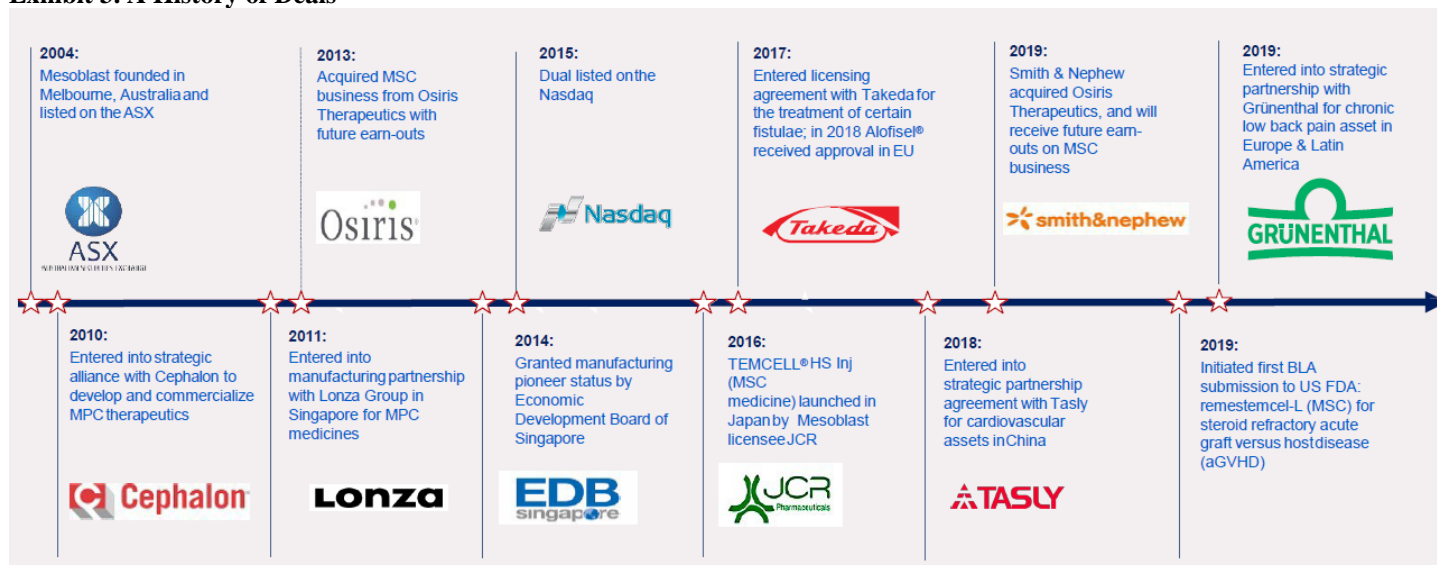 Exhibit A History of Deals
2004:
Mesoblast founded in
Melbourne, Australia and
listed on the ASX
ASX
2013:
Acquired MSC
business from Osiris
Therapeutics with
future earn-outs
Osiris
2015:
Dual listed on the
Nasdaq
Nasdaq
2017:
Entered licensing
agreement with Takeda for
the treatment of certain
fistulae; in 2018 Alofisel®
received approval in EU
Takeda
2019:
Smith & Nephew
acquired Osiris
Therapeutics, and will
receive future earn-
outs on MSC
business
smith&nephew
2019:
Entered into strategic
partnership with
Grünenthal for chronic
low back pain asset in
Europe & Latin
America
GRÜNENTHAL
2010:
Entered into strategic
alliance with Cephalon to
develop and commercialize
MPC therapeutics
Cephalon
2011:
Entered into
manufacturing partnership
with Lonza Group in
Singapore for MPC
medicines
Lonza
2014:
Granted manufacturing
pioneer status by
Economic
Development Board of
Singapore
EDB
singapore
2016:
TEMCELL® HS Inj
(MSC
medicine) launched in
Japan by Mesoblast
licensee JCR
JCR
Pharmaceuticals
2018:
Entered into
strategic partnership
agreement with Tasly
for cardiovascular
assets in China
TASLY
2019:
Initiated first BLA
submission to US FDA:
remestemcel-L (MSC) for
steroid refractory acute
graft versus host disease
(aGVHD)